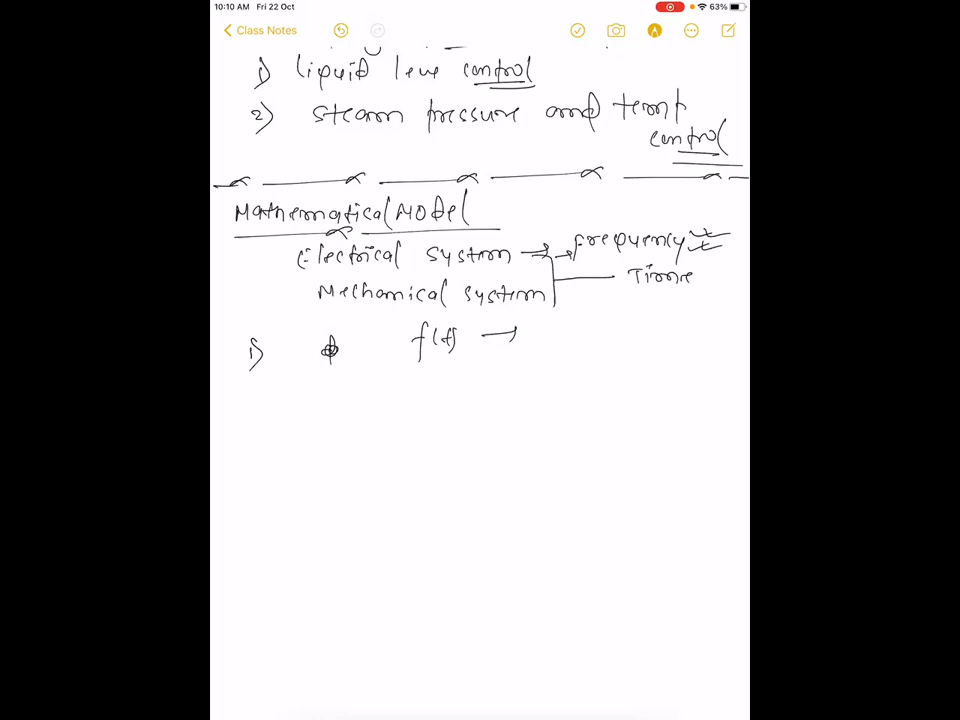 10:10 AM Fri 22 Oct 63%
Class Notes
1) liquid leve control
2) steam pressure and temp
control
Mathematical Model
Electrical system → → frequency
Mechanical system Time
1) f(t) →